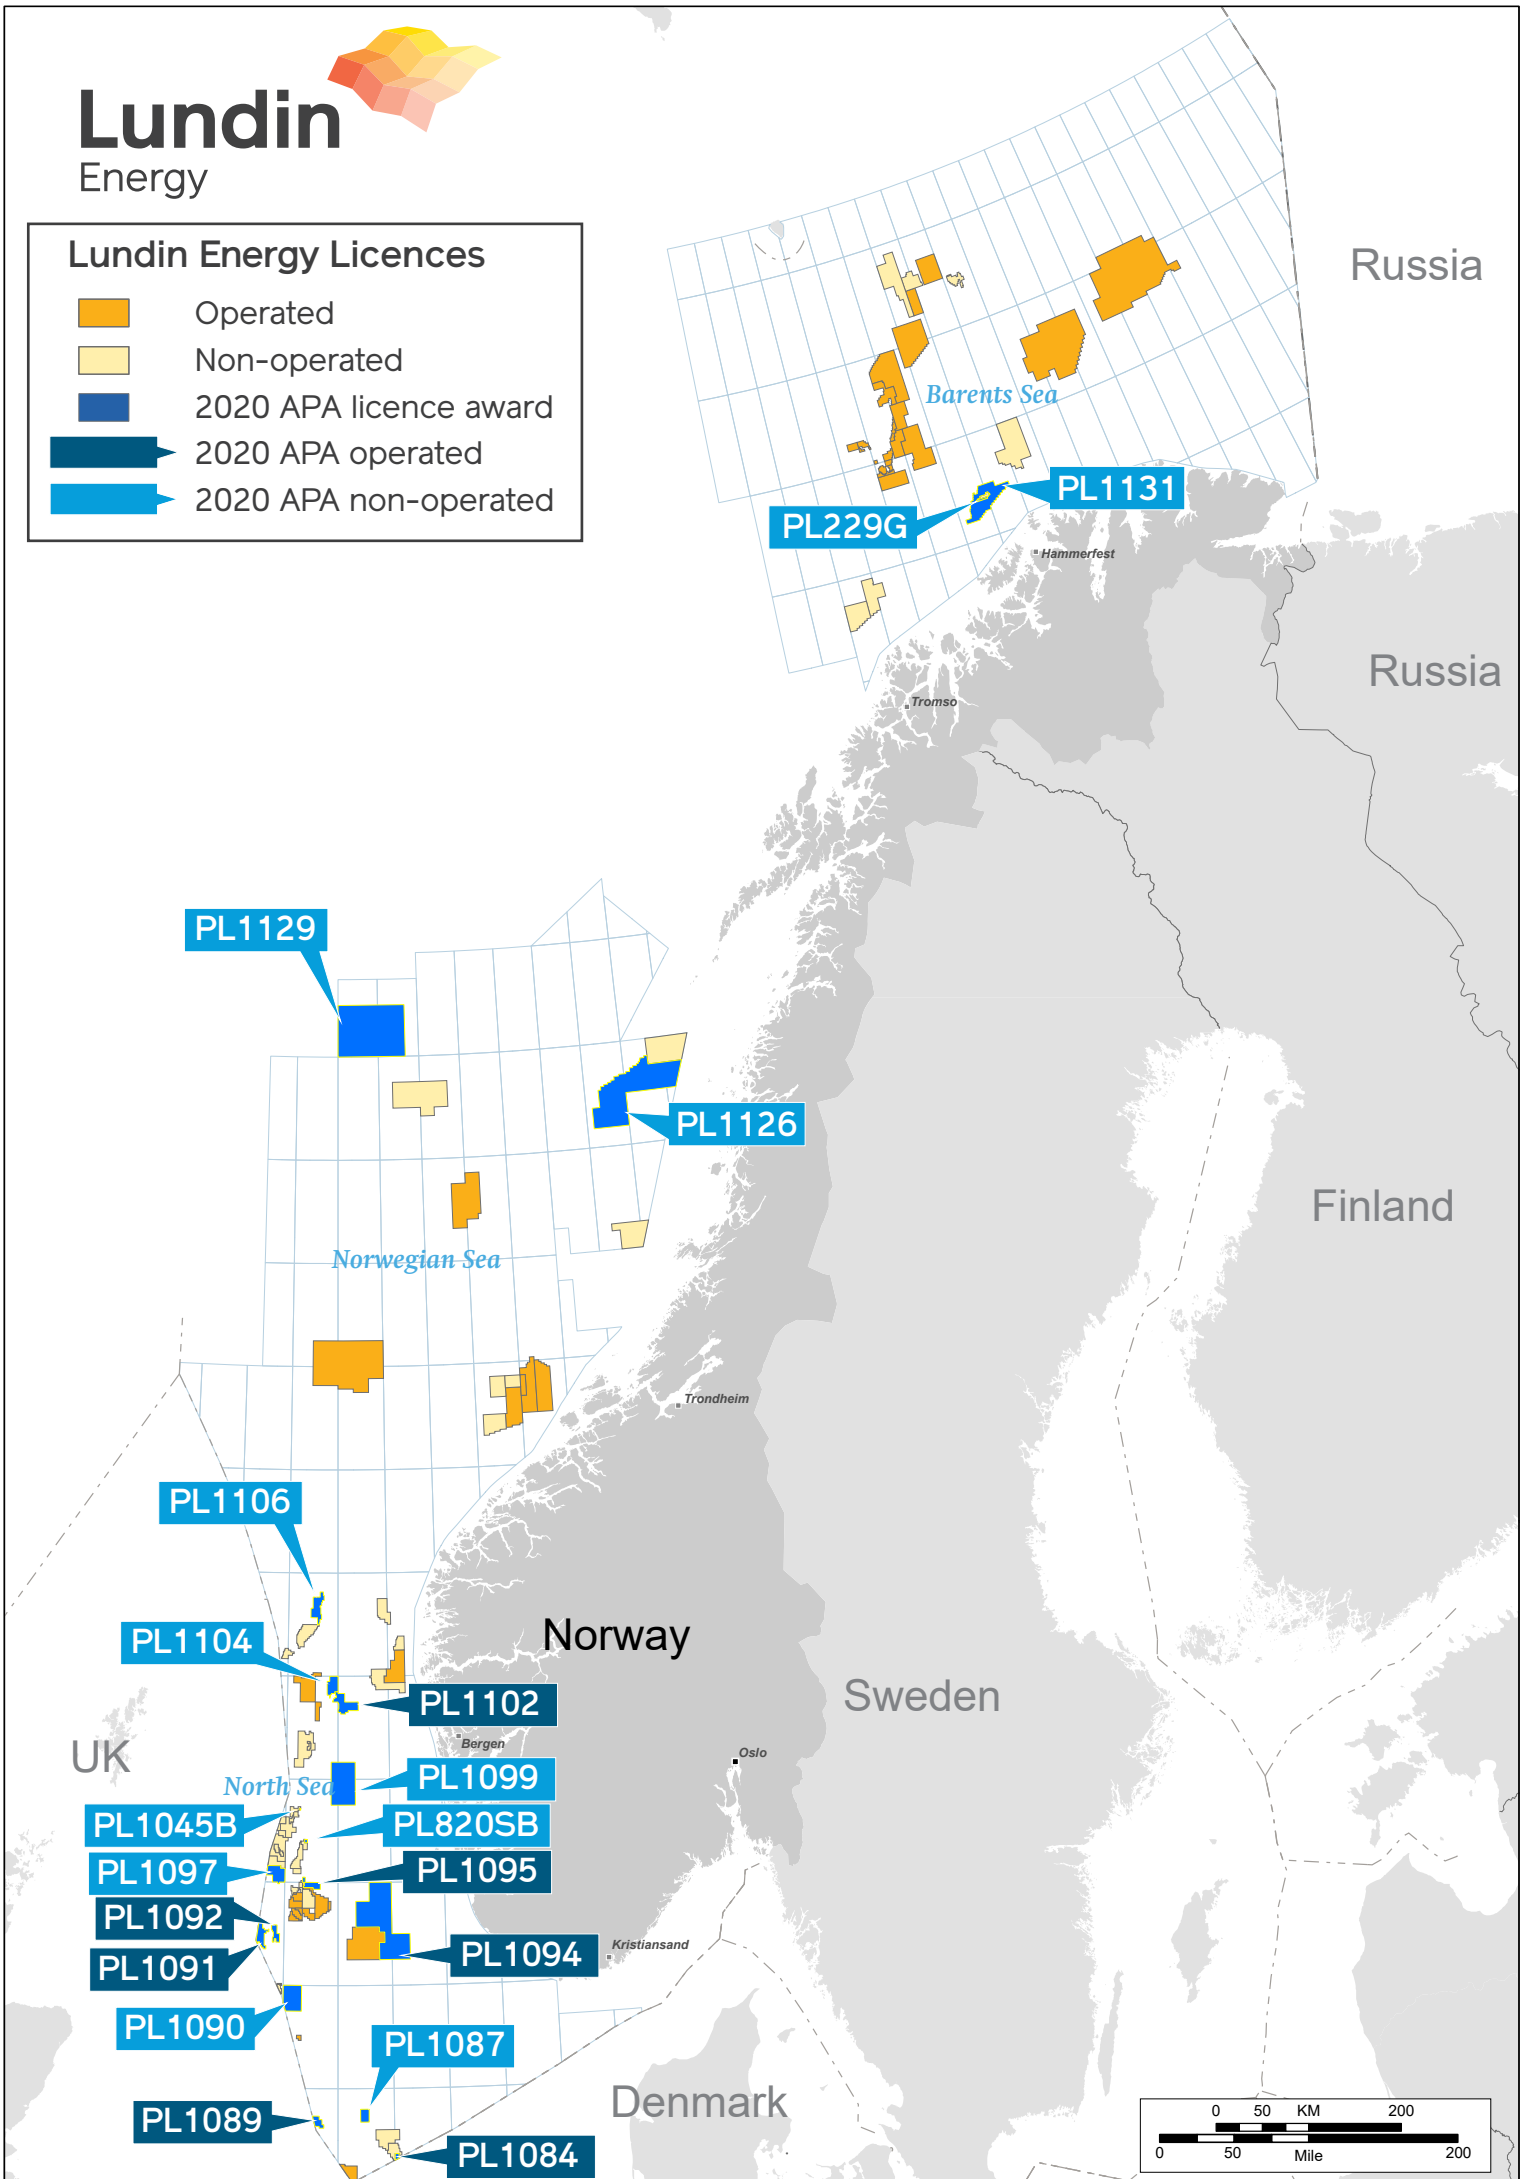 Lundin
Energy
Lundin Energy Licences
Operated
Non-operated
2020 APA licence award
2020 APA operated
2020 APA non-operated
Russia
Barents Sea
PL1131
PL229G
Hammerfest
Russia
Tromso
PL1129
PL1126
Finland
Norwegian Sea
Trondheim
PL1106
Norway
PL1104
Sweden
PL1102
Bergen
UK
Oslo
PL1099
North Sea
PL1045B
PL820SB
PL1097
PL1095
PL1092
PL1094
Kristiansand
PL1091
PL1090
PL1087
Denmark
PL1089
PL1084
0 50 KM 200
0 50 Mile 200